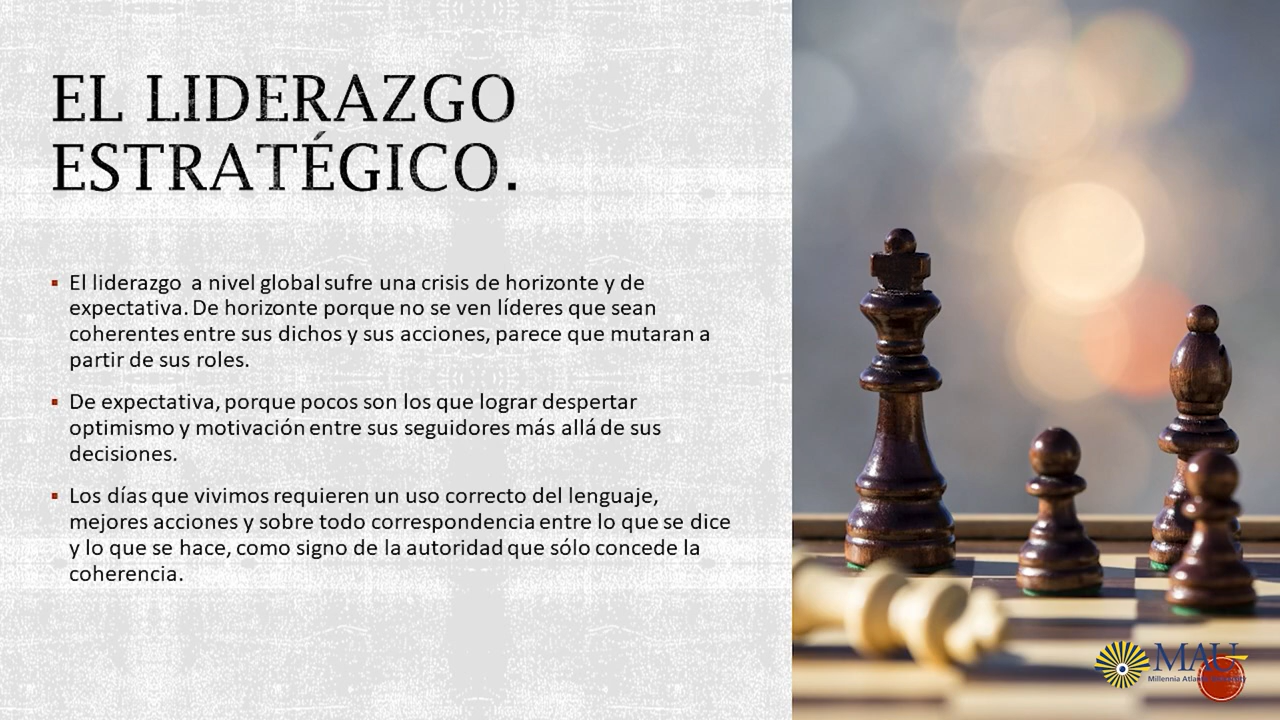 EL LIDERAZGO
ESTRATÉGICO.
▪ El liderazgo a nivel global sufre una crisis de horizonte y de
expectativa. De horizonte porque no se ven líderes que sean
coherentes entre sus dichos y sus acciones, parece que mutaran a
partir de sus roles.
▪ De expectativa, porque pocos son los que lograr despertar
optimismo y motivación entre sus seguidores más allá de sus
decisiones.
▪ Los días que vivimos requieren un uso correcto del lenguaje,
mejores acciones y sobre todo correspondencia entre lo que se dice
y lo que se hace, como signo de la autoridad que sólo concede la
coherencia.
MAU
Millennia Atlantic